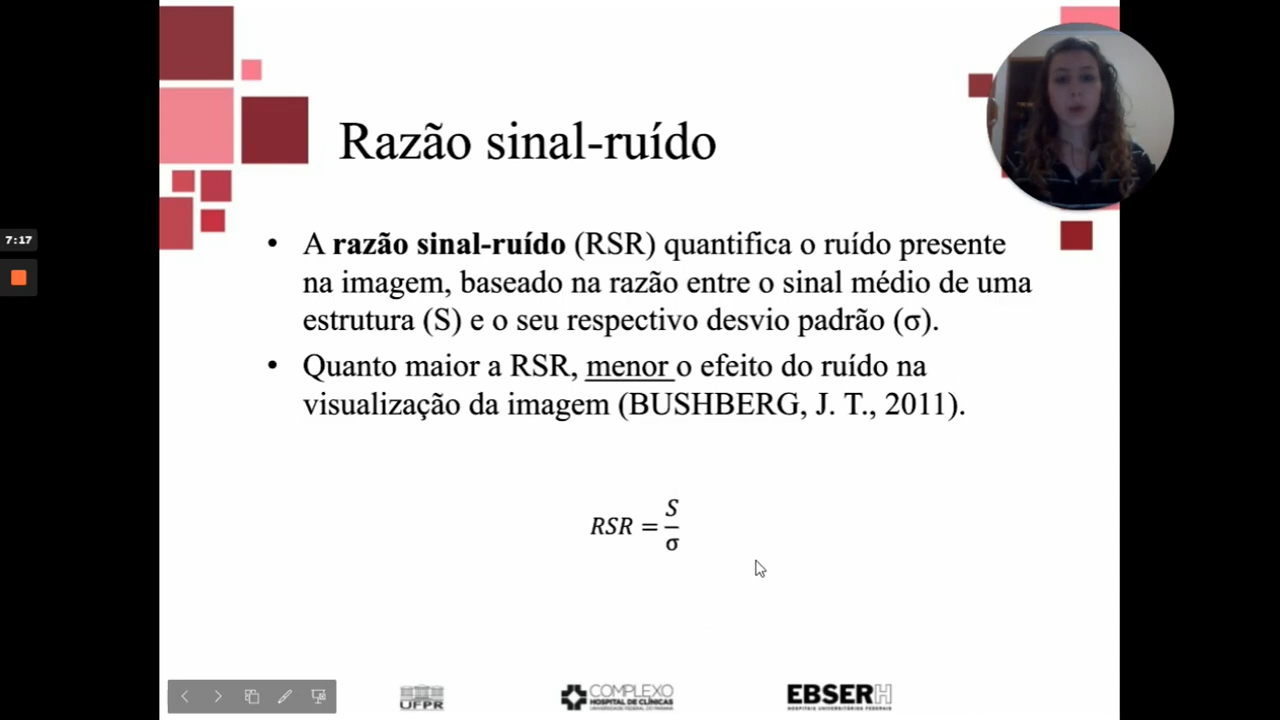 Razão sinal-ruído
7:17
• A razão sinal-ruído (RSR) quantifica o ruído presente
na imagem, baseado na razão entre o sinal médio de uma
estrutura (S) e o seu respectivo desvio padrão (σ).
• Quanto maior a RSR, menor o efeito do ruído na
visualização da imagem (BUSHBERG, J. T., 2011).
RSR = S/σ
UFPR
COMPLEXO
HOSPITAL DE CLÍNICAS
UNIVERSIDADE FEDERAL DO PARANÁ
EBSERH
HOSPITAIS UNIVERSITÁRIOS FEDERAIS